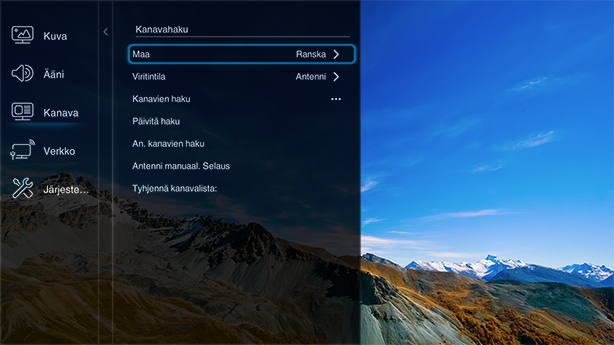 Kuva
Ääni
Kanava
Verkko
Järjeste...
Kanavahaku
Maa Ranska
Viritintila Antenni
Kanavien haku ...
Päivitä haku
An. kanavien haku
Antenni manuaal. Selaus
Tyhjennä kanavalista: